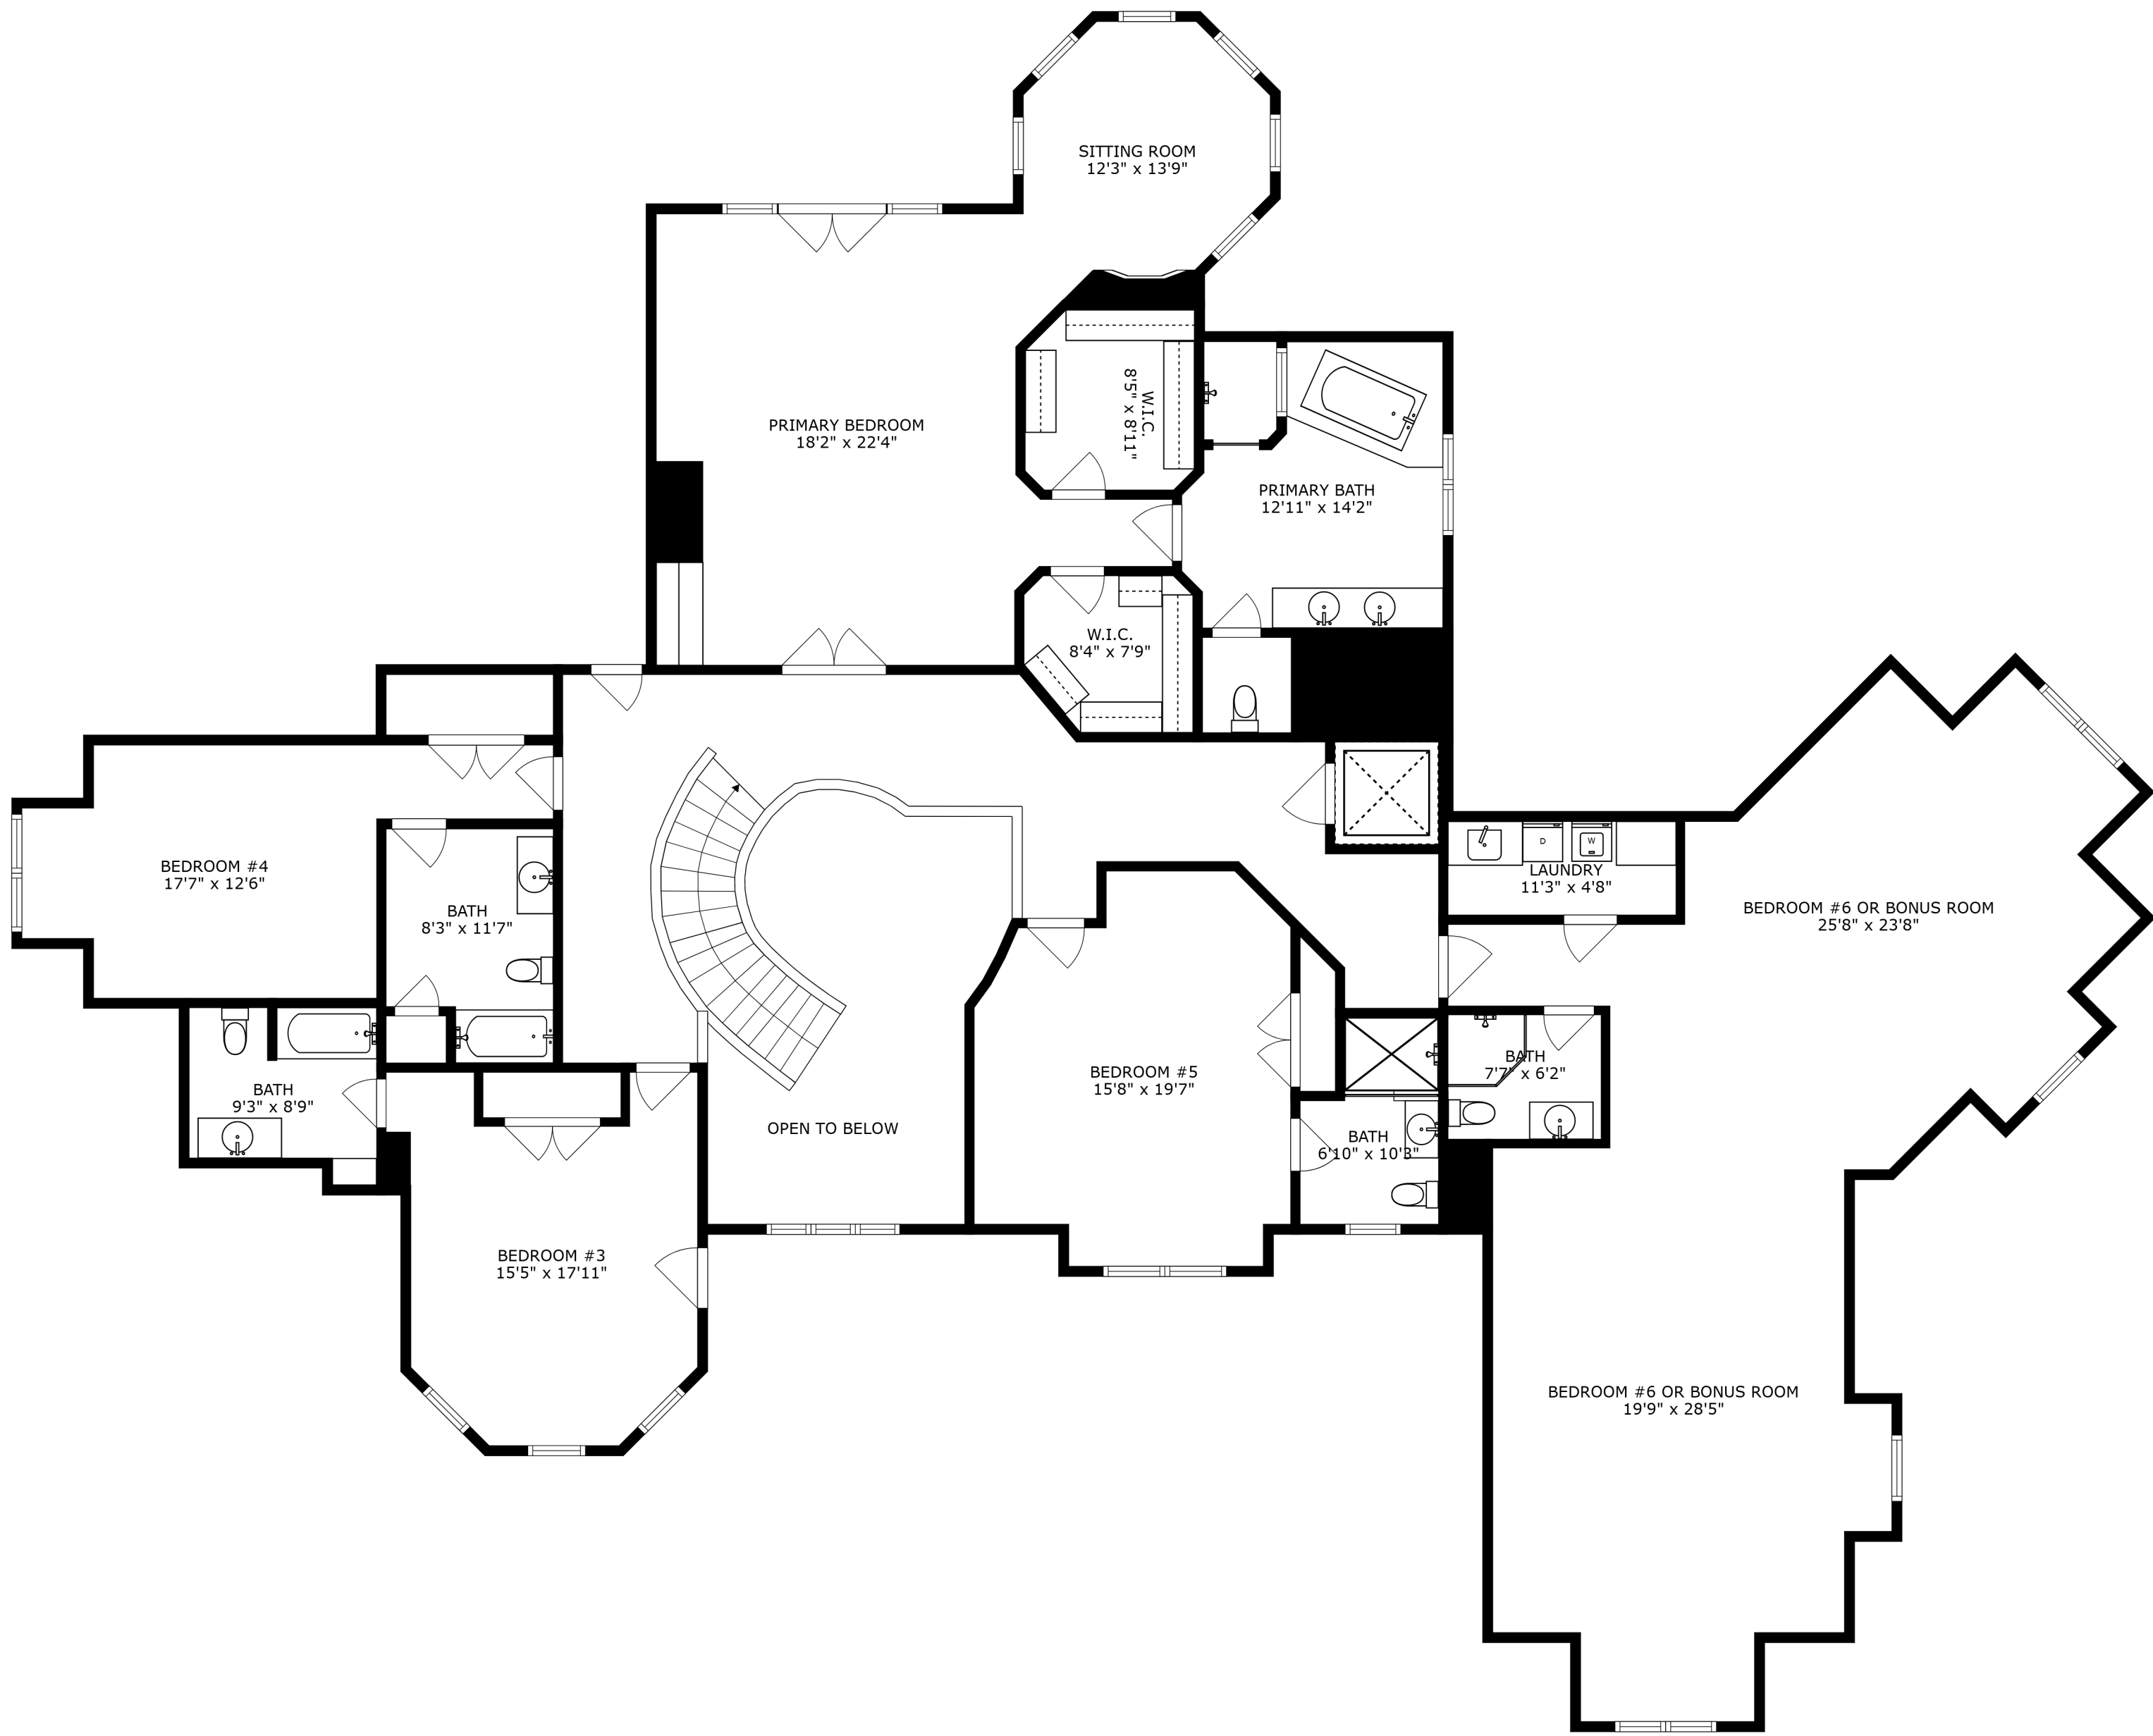 SITTING ROOM
12'3" x 13'9"
PRIMARY BEDROOM
18'2" x 22'4"
W.I.C.
8'5" x 8'11"
PRIMARY BATH
12'11" x 14'2"
W.I.C.
8'4" x 7'9"
BEDROOM #4
17'7" x 12'6"
BATH
8'3" x 11'7"
D
W
LAUNDRY
11'3" x 4'8"
BEDROOM #6 OR BONUS ROOM
25'8" x 23'8"
BATH
9'3" x 8'9"
OPEN TO BELOW
BEDROOM #5
15'8" x 19'7"
BATH
7'7" x 6'2"
BATH
6'10" x 10'3"
BEDROOM #3
15'5" x 17'11"
BEDROOM #6 OR BONUS ROOM
19'9" x 28'5"